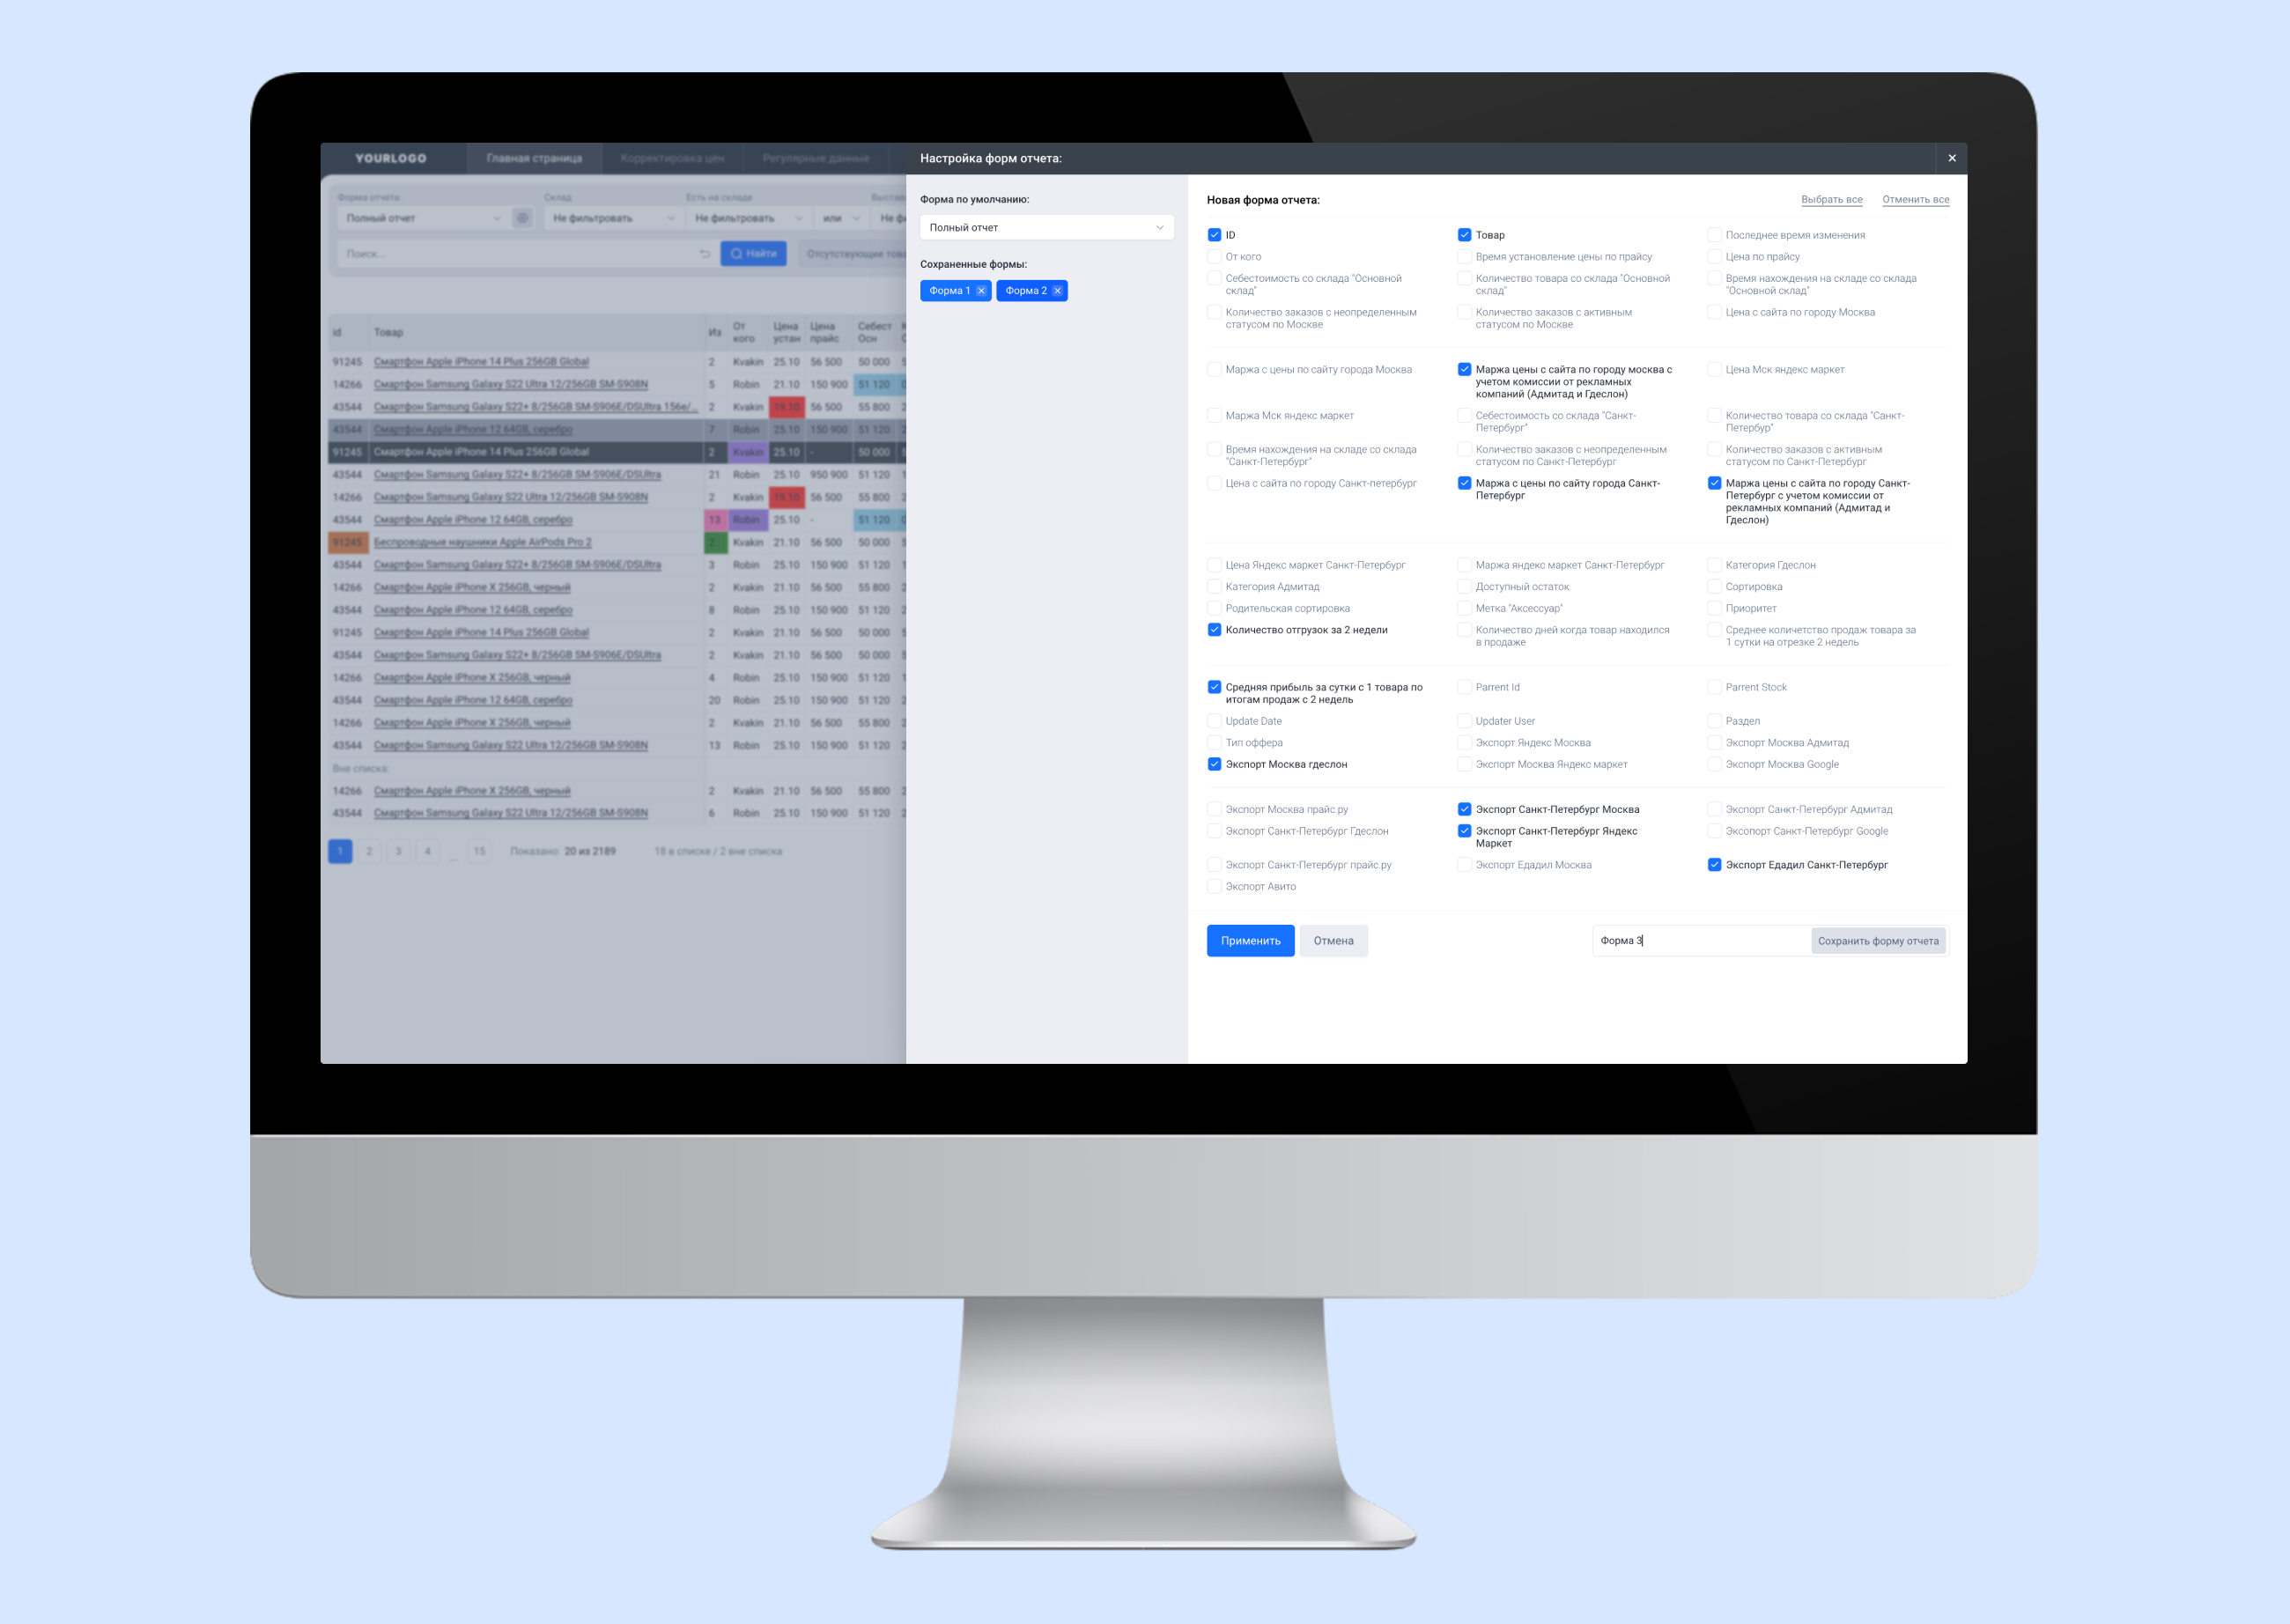 YOURLOGO
Главная страница
Корректировка цен
Регулярные данные
Форма отчета:
Склад
Есть на складе
Полный отчет
Не фильтровать
Не фильтровать
или
Поиск...
Найти
id Товар Из От кого Цена устан Цена прайс Себест Осн
91245 Смартфон Apple iPhone 14 Plus 256GB Global 2 Kvakin 25.10 56 500 50 000
14266 Смартфон Samsung Galaxy S22 Ultra 12/256GB SM-S908N 5 Robin 21.10 150 900 51 120
43544 Смартфон Samsung Galaxy S22+ 8/256GB SM-S906E/DSUltra 156e/... 2 Kvakin 19.10 56 500 55 800
43544 Смартфон Apple iPhone 12 64GB, серебро 7 Robin 25.10 150 900 51 120
91245 Смартфон Apple iPhone 14 Plus 256GB Global 2 Kvakin 25.10 - 50 000
43544 Смартфон Samsung Galaxy S22+ 8/256GB SM-S906E/DSUltra 21 Robin 25.10 950 900 51 120
14266 Смартфон Samsung Galaxy S22 Ultra 12/256GB SM-S908N 2 Kvakin 19.10 56 500 55 800
43544 Смартфон Apple iPhone 12 64GB, серебро 13 Robin 25.10 - 51 120
91245 Беспроводные наушники Apple AirPods Pro 2 2 Kvakin 21.10 56 500 50 000
43544 Смартфон Samsung Galaxy S22+ 8/256GB SM-S906E/DSUltra 3 Robin 25.10 150 900 51 120
14266 Смартфон Apple iPhone X 256GB, черный 2 Kvakin 21.10 56 500 55 800
43544 Смартфон Apple iPhone 12 64GB, серебро 8 Robin 25.10 150 900 51 120
91245 Смартфон Apple iPhone 14 Plus 256GB Global 2 Kvakin 21.10 56 500 50 000
43544 Смартфон Samsung Galaxy S22+ 8/256GB SM-S906E/DSUltra 2 Kvakin 21.10 56 500 50 000
14266 Смартфон Apple iPhone X 256GB, черный 4 Robin 25.10 150 900 51 120
43544 Смартфон Apple iPhone 12 64GB, серебро 20 Robin 25.10 150 900 51 120
14266 Смартфон Apple iPhone X 256GB, черный 2 Kvakin 21.10 56 500 55 800
43544 Смартфон Samsung Galaxy S22 Ultra 12/256GB SM-S908N 13 Robin 25.10 150 900 51 120
Вне списка:
14266 Смартфон Apple iPhone X 256GB, черный 2 Kvakin 21.10 56 500 55 800
43544 Смартфон Samsung Galaxy S22 Ultra 12/256GB SM-S908N 6 Robin 25.10 150 900 51 120
1 2 3 4 ... 15 Показано: 20 из 2189 18 в списке / 2 вне списка
Настройка форм отчета:
Форма по умолчанию:
Полный отчет
Сохраненные формы:
Форма 1 Форма 2
Новая форма отчета:
Выбрать все Отменить все
ID
Товар
Последнее время изменения
От кого
Время установление цены по прайсу
Цена по прайсу
Себестоимость со склада "Основной
склад"
Количество товара со склада "Основной
склад"
Время нахождения на складе со склада
"Основной склад"
Количество заказов с неопределенным
статусом по Москве
Количество заказов с активным
статусом по Москве
Цена с сайта по городу Москва
Маржа с цены по сайту города Москва
Маржа цены с сайта по городу москва с
учетом комиссии от рекламных
компаний (Адмитад и Гдеслон)
Цена Мск яндекс маркет
Маржа Мск яндекс маркет
Себестоимость со склада "Санкт-
Петербург"
Количество товара со склада "Санкт-
Петербур"
Время нахождения на складе со склада
"Санкт-Петербург"
Количество заказов с неопределенным
статусом по Санкт-Петербург
Количество заказов с активным
статусом по Санкт-Петербург
Цена с сайта по городу Санкт-петербург
Маржа с цены по сайту города Санкт-
Петербург
Маржа цены с сайта по городу Санкт-
Петербург с учетом комиссии от
рекламных компаний (Адмитад и
Гдеслон)
Цена Яндекс маркет Санкт-Петербург
Маржа яндекс маркет Санкт-Петербург
Категория Гдеслон
Категория Адмитад
Доступный остаток
Сортировка
Родительская сортировка
Метка "Аксессуар"
Приоритет
Количество отгрузок за 2 недели
Количество дней когда товар находился
в продаже
Среднее количетство продаж товара за
1 сутки на отрезке 2 недель
Средняя прибыль за сутки с 1 товара по
итогам продаж с 2 недель
Parrent Id
Parrent Stock
Update Date
Updater User
Раздел
Тип оффера
Экспорт Яндекс Москва
Экспорт Москва Адмитад
Экспорт Москва гдеслон
Экспорт Москва Яндекс маркет
Экспорт Москва Google
Экспорт Москва прайс.ру
Экспорт Санкт-Петербург Москва
Экспорт Санкт-Петербург Адмитад
Экспорт Санкт-Петербург Гдеслон
Экспорт Санкт-Петербург Яндекс
Маркет
Эксопорт Санкт-Петербург Google
Экспорт Санкт-Петербург прайс.ру
Экспорт Едадил Москва
Экспорт Едадил Санкт-Петербург
Экспорт Авито
Применить Отмена
Форма 3
Сохранить форму отчета